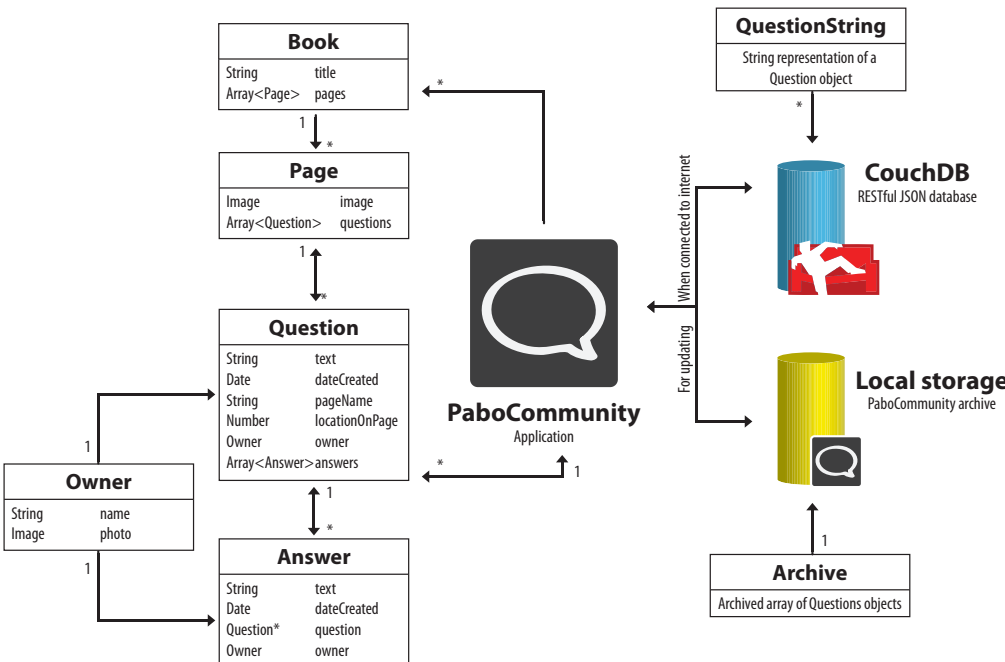 Book
String title
Array<Page> pages
1
*
Page
Image image
Array<Question> questions
1
*
Question
String text
Date dateCreated
String pageName
Number locationOnPage
Owner owner
Array<Answer> answers
1
*
Answer
String text
Date dateCreated
Question* question
Owner owner
1
Owner
String name
Image photo
1
*
PaboCommunity
Application
*
1
When connected to internet
For updating
QuestionString
String representation of a
Question object
*
CouchDB
RESTful JSON database
Local storage
PaboCommunity archive
1
Archive
Archived array of Questions objects